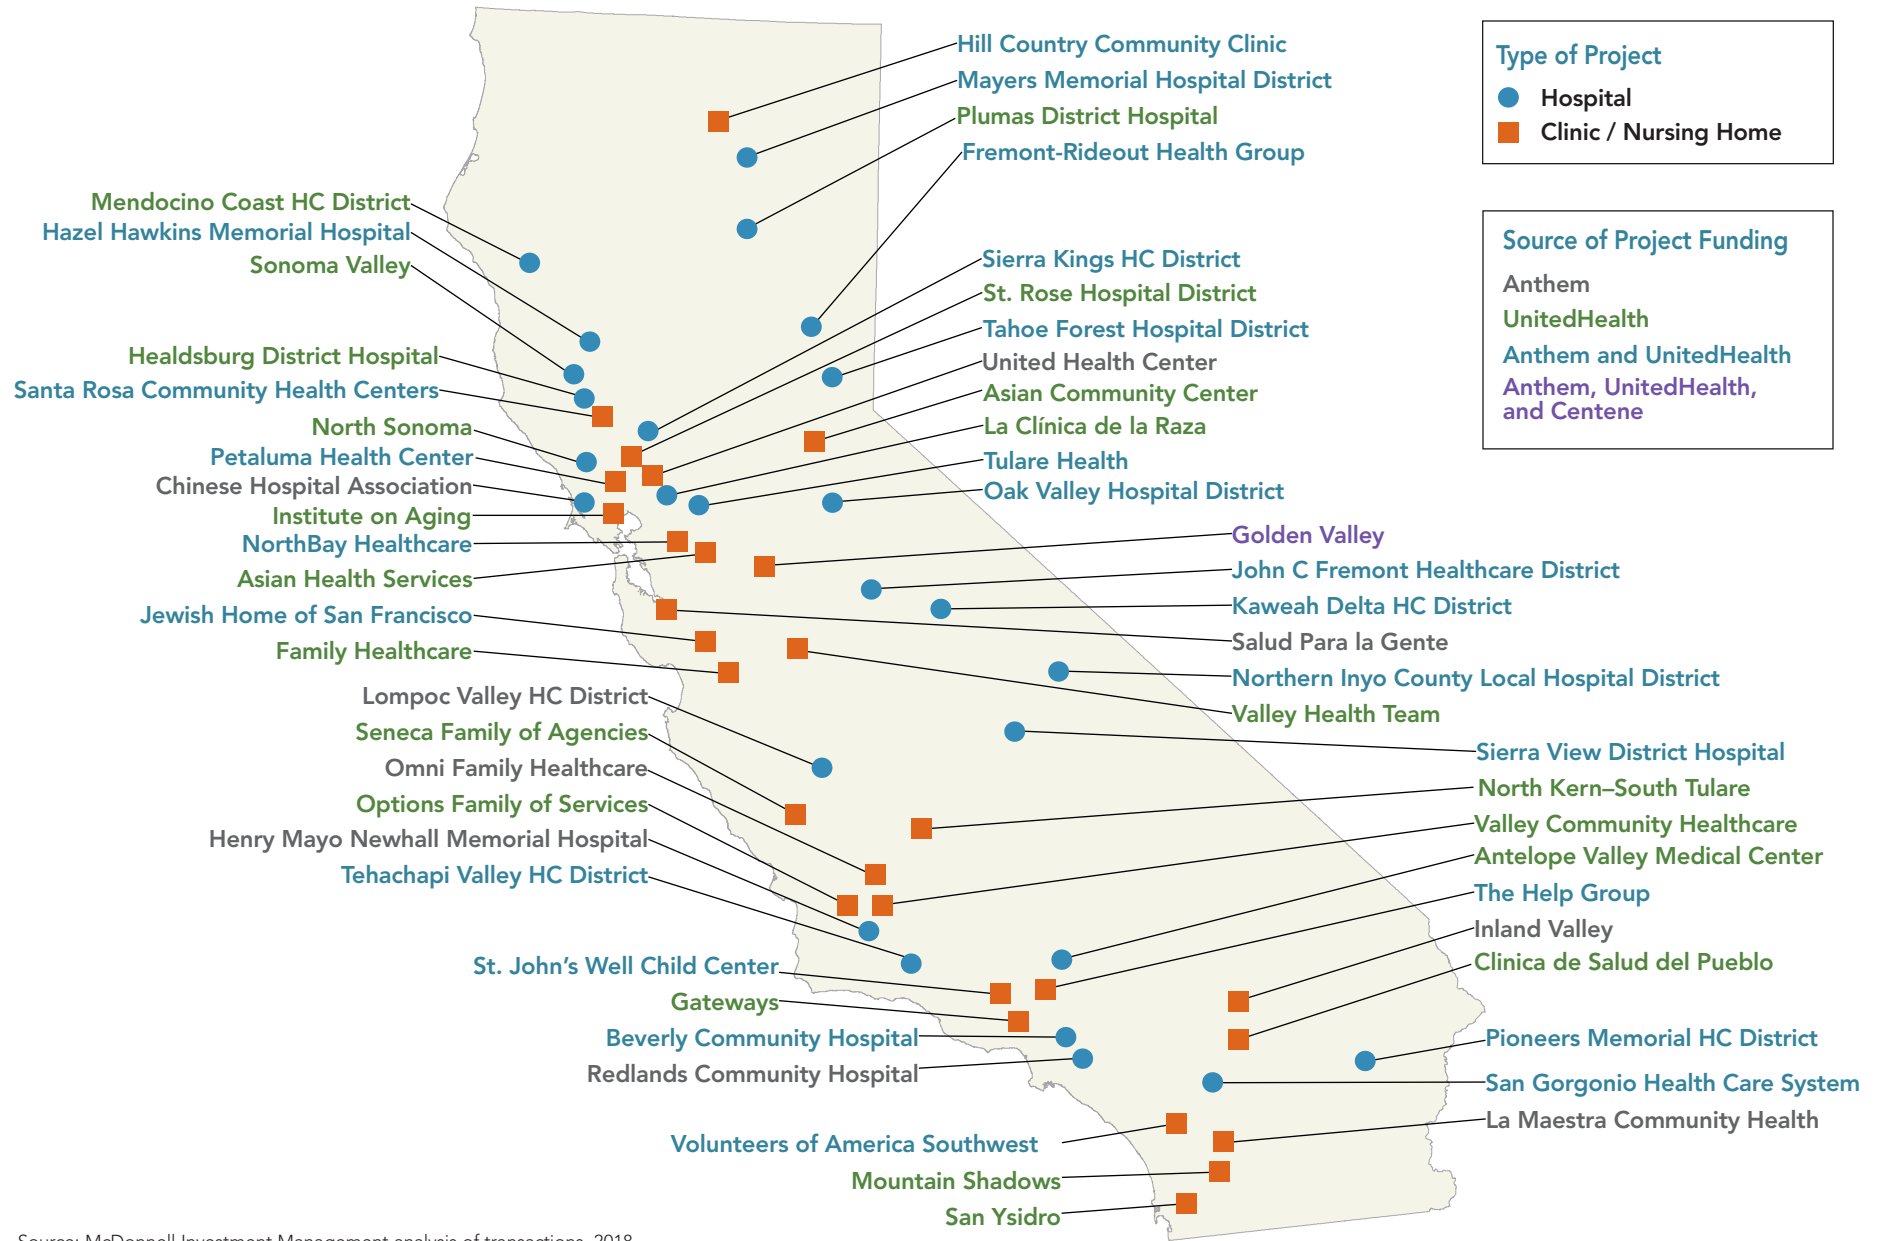 Hill Country Community Clinic
Mayers Memorial Hospital District
Plumas District Hospital
Fremont-Rideout Health Group
Mendocino Coast HC District
Hazel Hawkins Memorial Hospital
Sonoma Valley
Healdsburg District Hospital
Santa Rosa Community Health Centers
North Sonoma
Petaluma Health Center
Chinese Hospital Association
Institute on Aging
NorthBay Healthcare
Asian Health Services
Jewish Home of San Francisco
Family Healthcare
Lompoc Valley HC District
Seneca Family of Agencies
Omni Family Healthcare
Options Family of Services
Henry Mayo Newhall Memorial Hospital
Tehachapi Valley HC District
St. John’s Well Child Center
Gateways
Beverly Community Hospital
Redlands Community Hospital
Volunteers of America Southwest
Mountain Shadows
San Ysidro
Sierra Kings HC District
St. Rose Hospital District
Tahoe Forest Hospital District
United Health Center
Asian Community Center
La Clínica de la Raza
Tulare Health
Oak Valley Hospital District
Golden Valley
John C Fremont Healthcare District
Kaweah Delta HC District
Salud Para la Gente
Northern Inyo County Local Hospital District
Valley Health Team
Sierra View District Hospital
North Kern–South Tulare
Valley Community Healthcare
Antelope Valley Medical Center
The Help Group
Inland Valley
Clinica de Salud del Pueblo
Pioneers Memorial HC District
San Gorgonio Health Care System
La Maestra Community Health
Type of Project
Hospital
Clinic / Nursing Home
Source of Project Funding
Anthem
UnitedHealth
Anthem and UnitedHealth
Anthem, UnitedHealth,
and Centene
Source: McDonnell Investment Management analysis of transactions, 2018